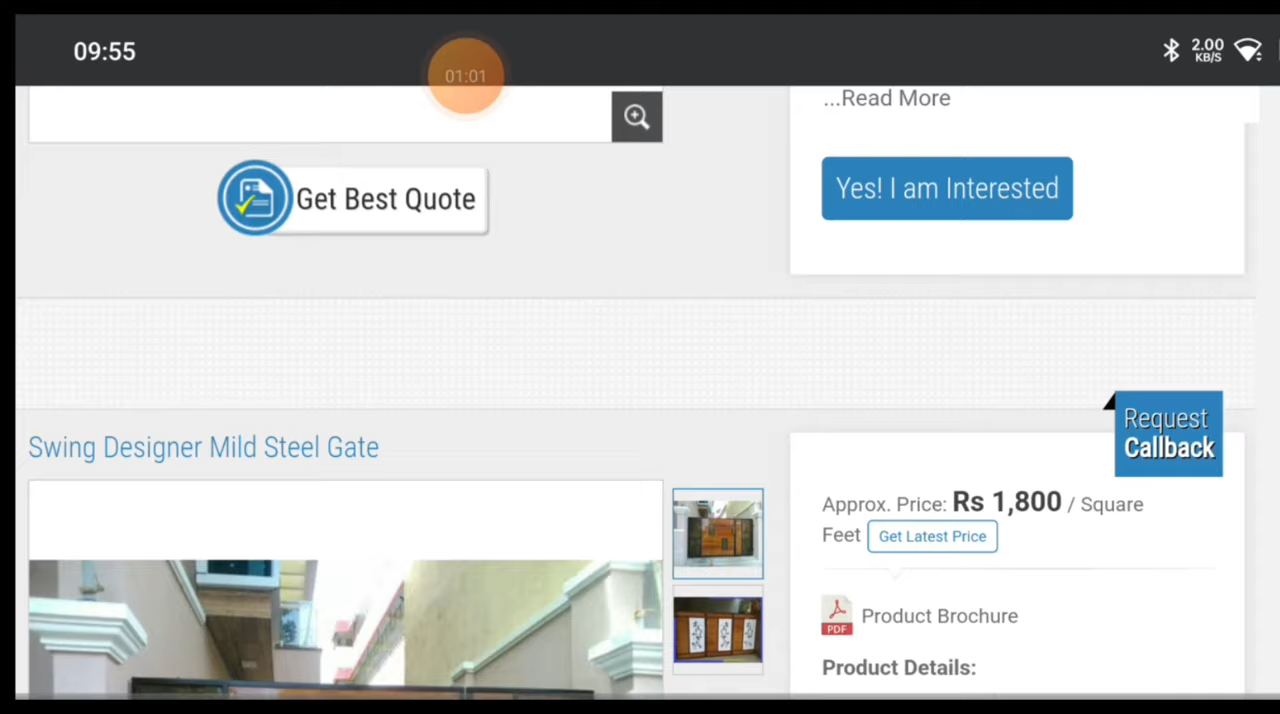 09:55
01:01
2.00
KB/S
...Read More
Yes! I am Interested
Get Best Quote
Request
Callback
Swing Designer Mild Steel Gate
Approx. Price: Rs 1,800 / Square
Feet Get Latest Price
PDF
Product Brochure
Product Details: